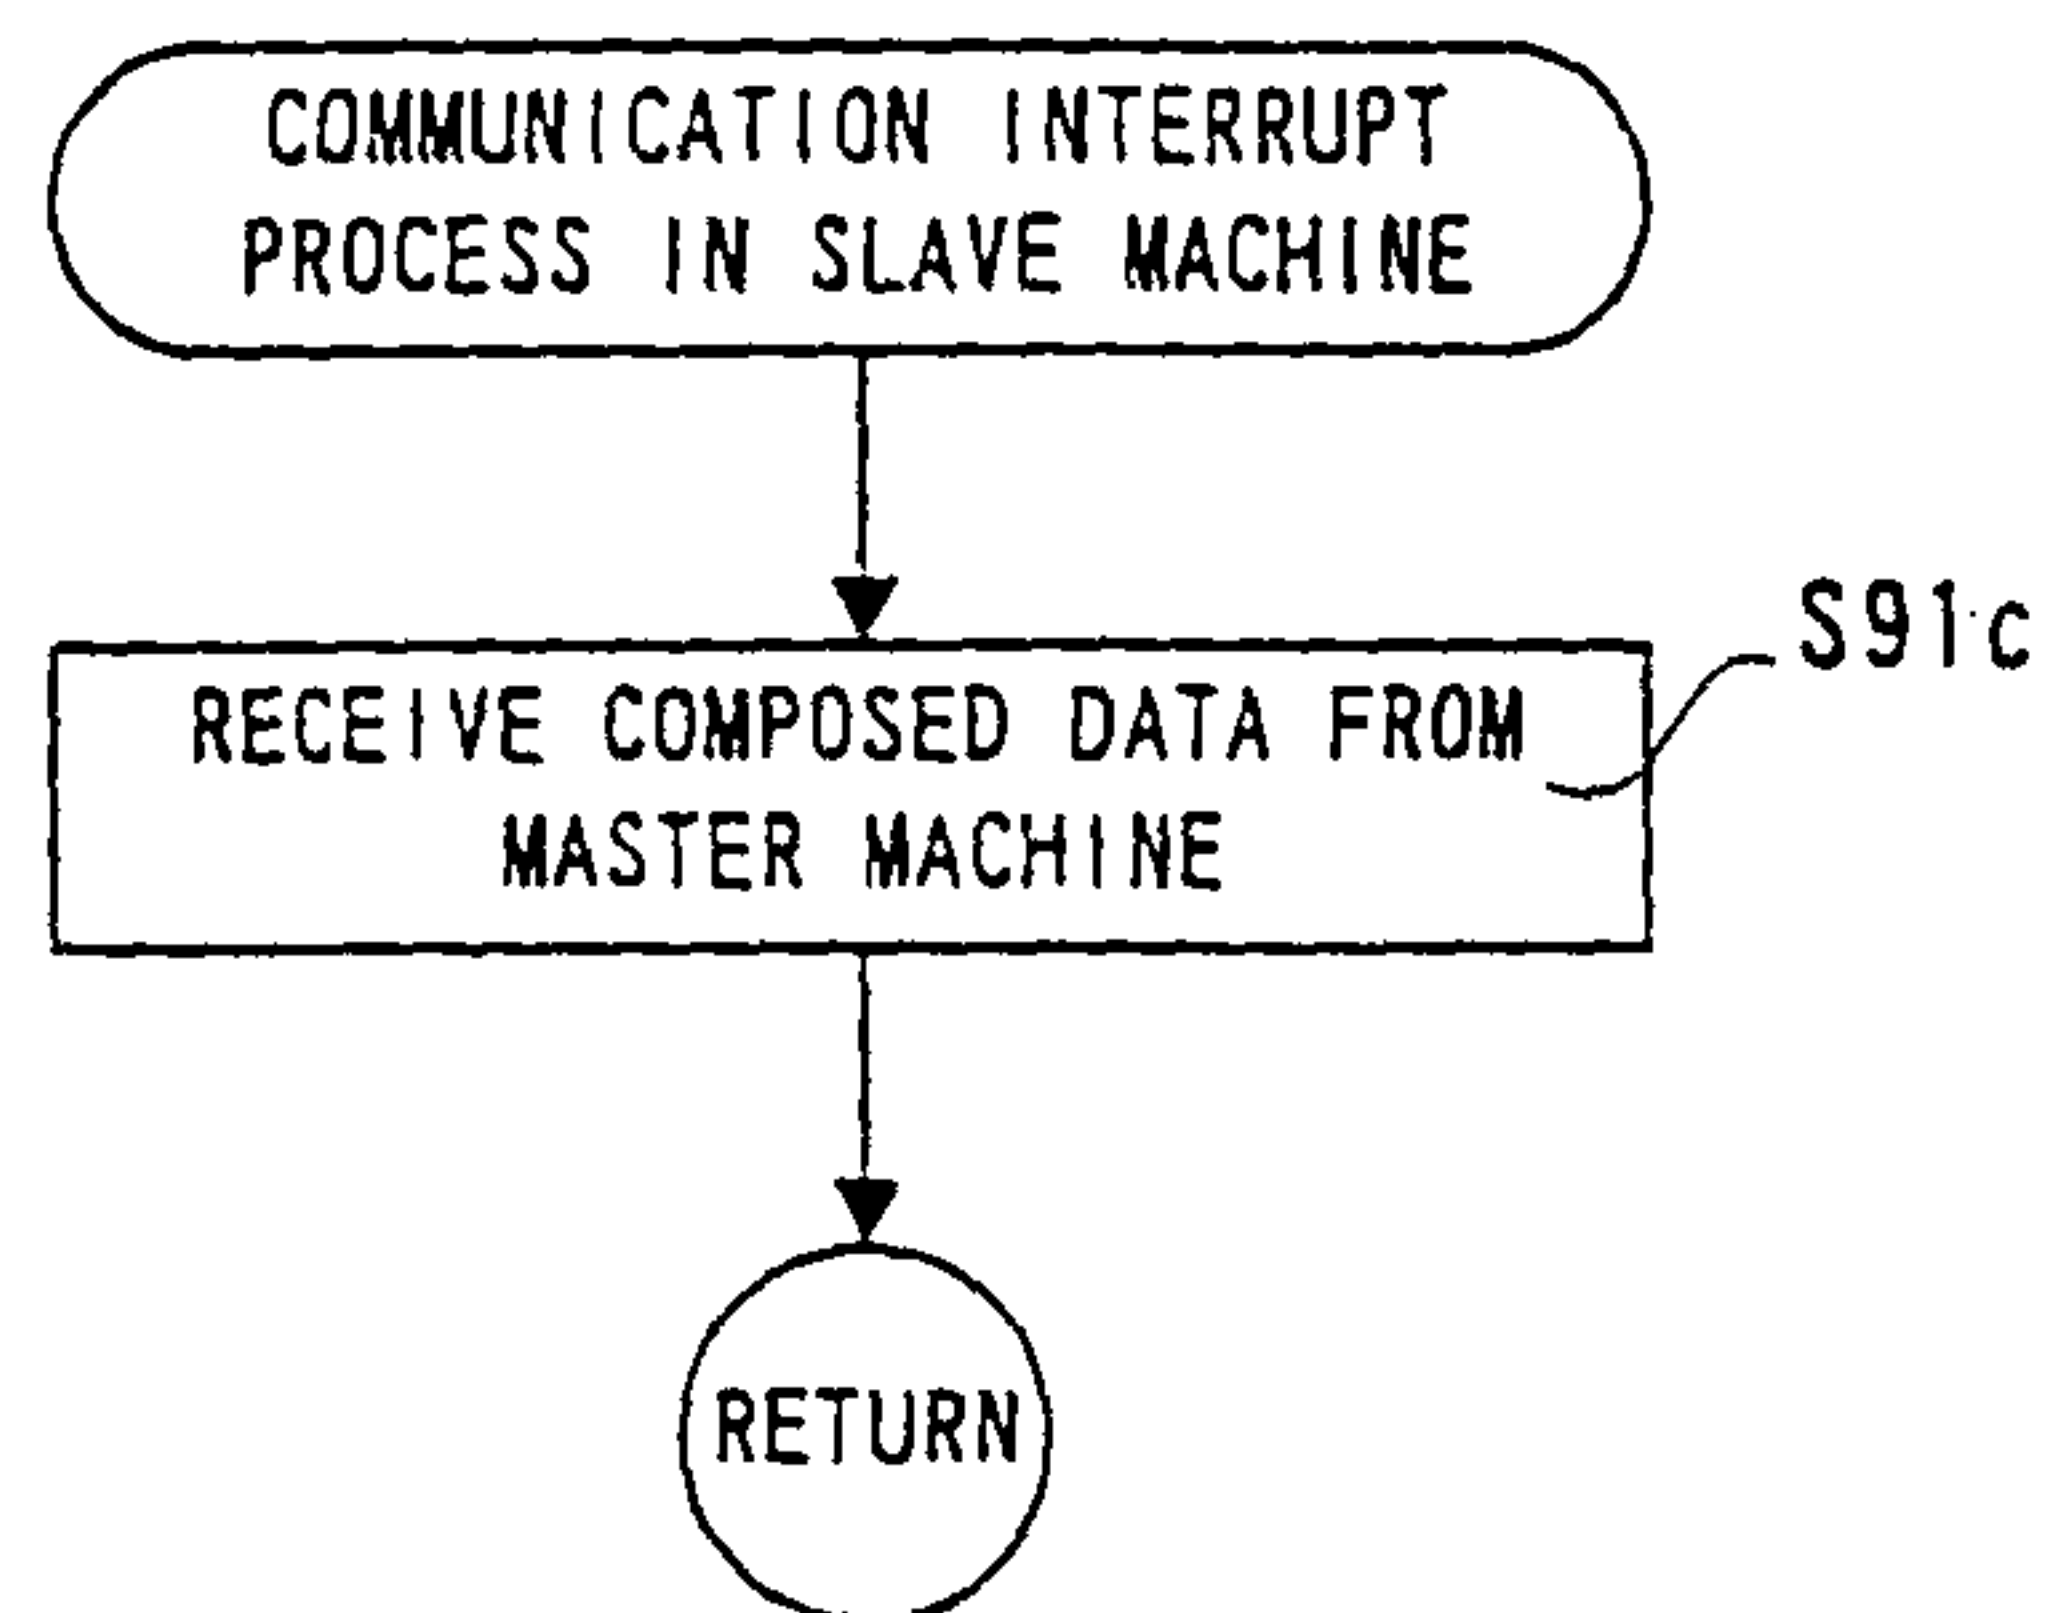 COMMUNICATION INTERRUPT
PROCESS IN SLAVE MACHINE
S91c
RECEIVE COMPOSED DATA FROM
MASTER MACHINE
RETURN